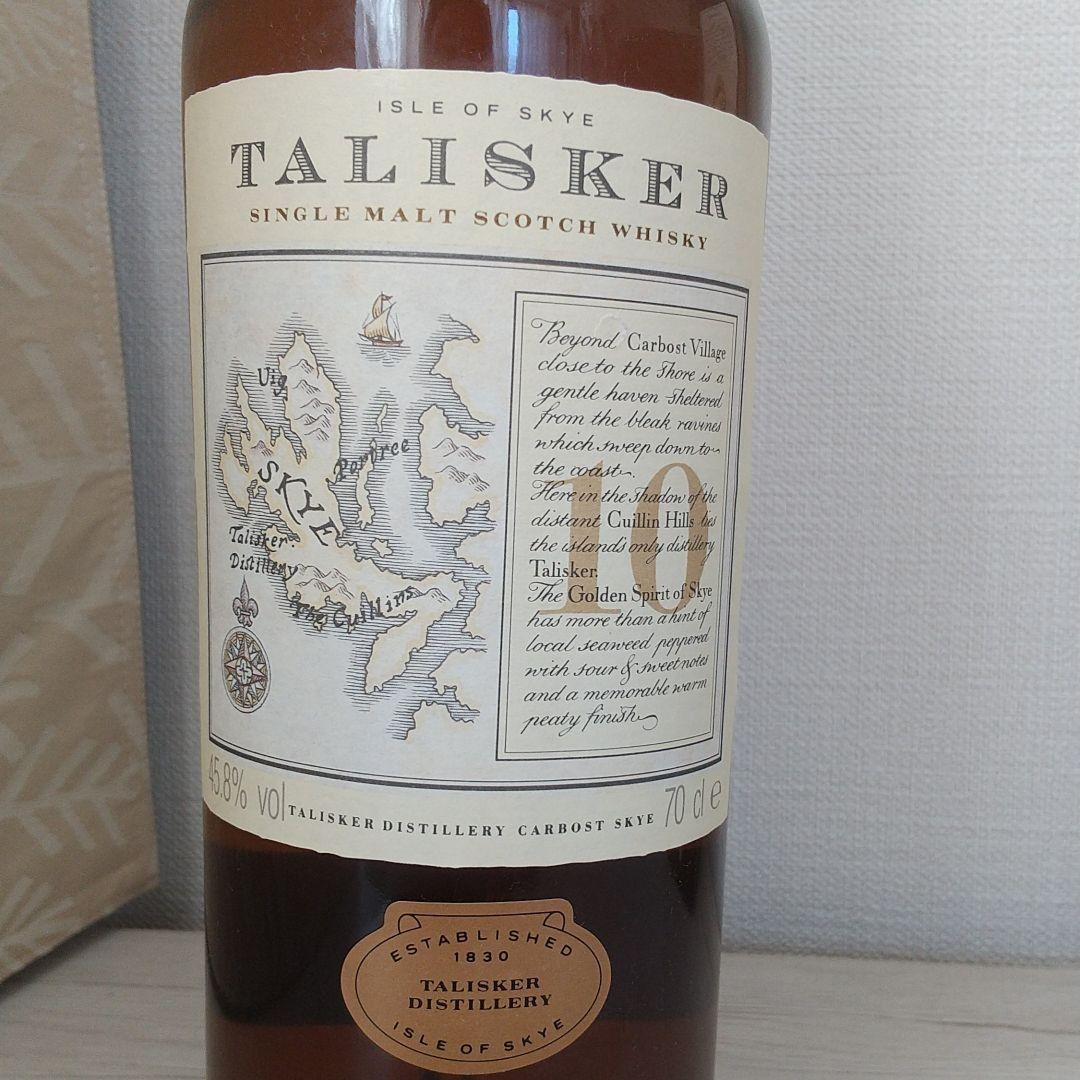 ISLE OF SKYE
TALISKER
SINGLE MALT SCOTCH WHISKY
Uig
Portree
SKYE
Talisker
Distillery
The Cuillins
Beyond Carbost Village
close to the shore is a
gentle haven sheltered
from the bleak ravines
which sweep down to
the coast.
Here in the shadow of the
distant Cuillin Hills lies
the island's only distillery
Talisker.
The Golden Spirit of Skye
has more than a hint of
local seaweed peppered
with sour & sweet notes
and a memorable warm
peaty finish
10
45.8% vol
TALISKER DISTILLERY CARBOST SKYE
70 cl e
ESTABLISHED
1830
TALISKER
DISTILLERY
ISLE OF SKYE